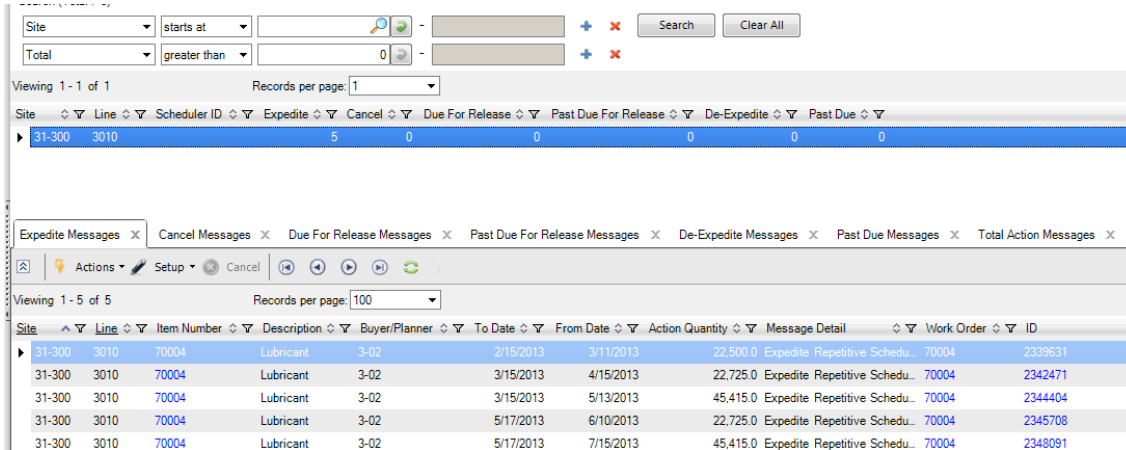 Site starts at - Search Clear All
Total greater than 0 -
Viewing 1 - 1 of 1 Records per page: 1
Site Line Scheduler ID Expedite Cancel Due For Release Past Due For Release De-Expedite Past Due
31-300 3010 5 0 0 0 0 0
Expedite Messages X Cancel Messages X Due For Release Messages X Past Due For Release Messages X De-Expedite Messages X Past Due Messages X Total Action Messages X
Actions Setup Cancel
Viewing 1 - 5 of 5 Records per page: 100
Site Line Item Number Description Buyer/Planner To Date From Date Action Quantity Message Detail Work Order ID
31-300 3010 70004 Lubricant 3-02 2/15/2013 3/11/2013 22,500.0 Expedite Repetitive Schedu... 70004 2339631
31-300 3010 70004 Lubricant 3-02 3/15/2013 4/15/2013 22,725.0 Expedite Repetitive Schedu... 70004 2342471
31-300 3010 70004 Lubricant 3-02 3/15/2013 5/13/2013 45,415.0 Expedite Repetitive Schedu... 70004 2344404
31-300 3010 70004 Lubricant 3-02 5/17/2013 6/10/2013 22,725.0 Expedite Repetitive Schedu... 70004 2345708
31-300 3010 70004 Lubricant 3-02 5/17/2013 7/15/2013 45,415.0 Expedite Repetitive Schedu... 70004 2348091